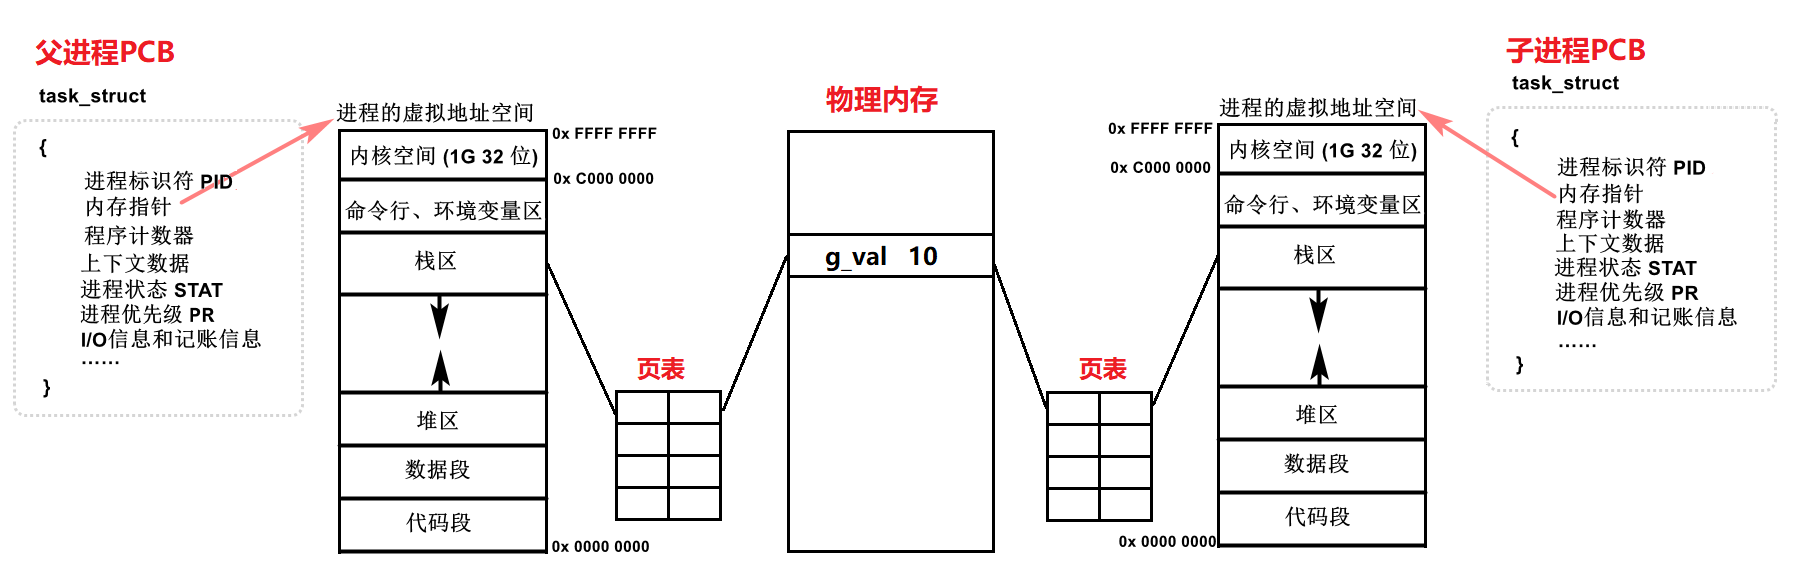 父进程PCB
task_struct
{
进程标识符 PID
内存指针
程序计数器
上下文数据
进程状态 STAT
进程优先级 PR
I/O信息和记账信息
......
}
进程的虚拟地址空间
0x FFFF FFFF
内核空间 (1G 32 位)
0x C000 0000
命令行、环境变量区
栈区
堆区
数据段
代码段
0x 0000 0000
页表
物理内存
g_val 10
页表
进程的虚拟地址空间
0x FFFF FFFF
内核空间 (1G 32 位)
0x C000 0000
命令行、环境变量区
栈区
堆区
数据段
代码段
0x 0000 0000
子进程PCB
task_struct
{
进程标识符 PID
内存指针
程序计数器
上下文数据
进程状态 STAT
进程优先级 PR
I/O信息和记账信息
......
}